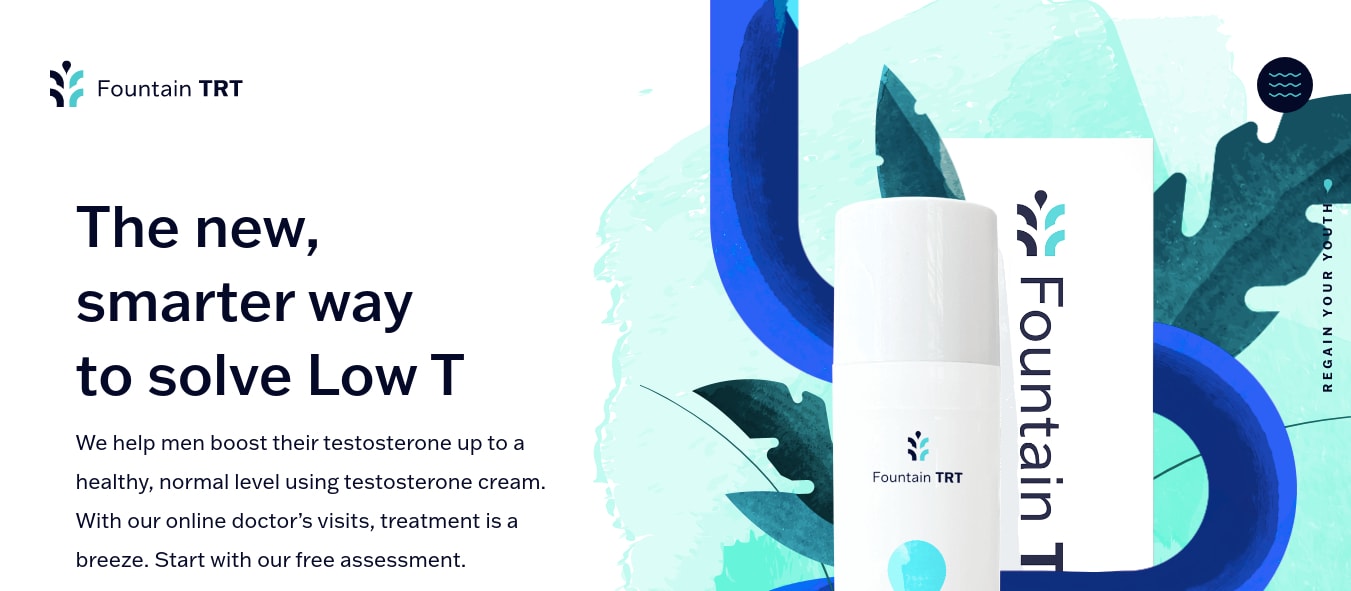 Fountain TRT
The new,
smarter way
to solve Low T
We help men boost their testosterone up to a
healthy, normal level using testosterone cream.
With our online doctor’s visits, treatment is a
breeze. Start with our free assessment.
Fountain TRT
Fountain T
REGAIN YOUR YOUTH